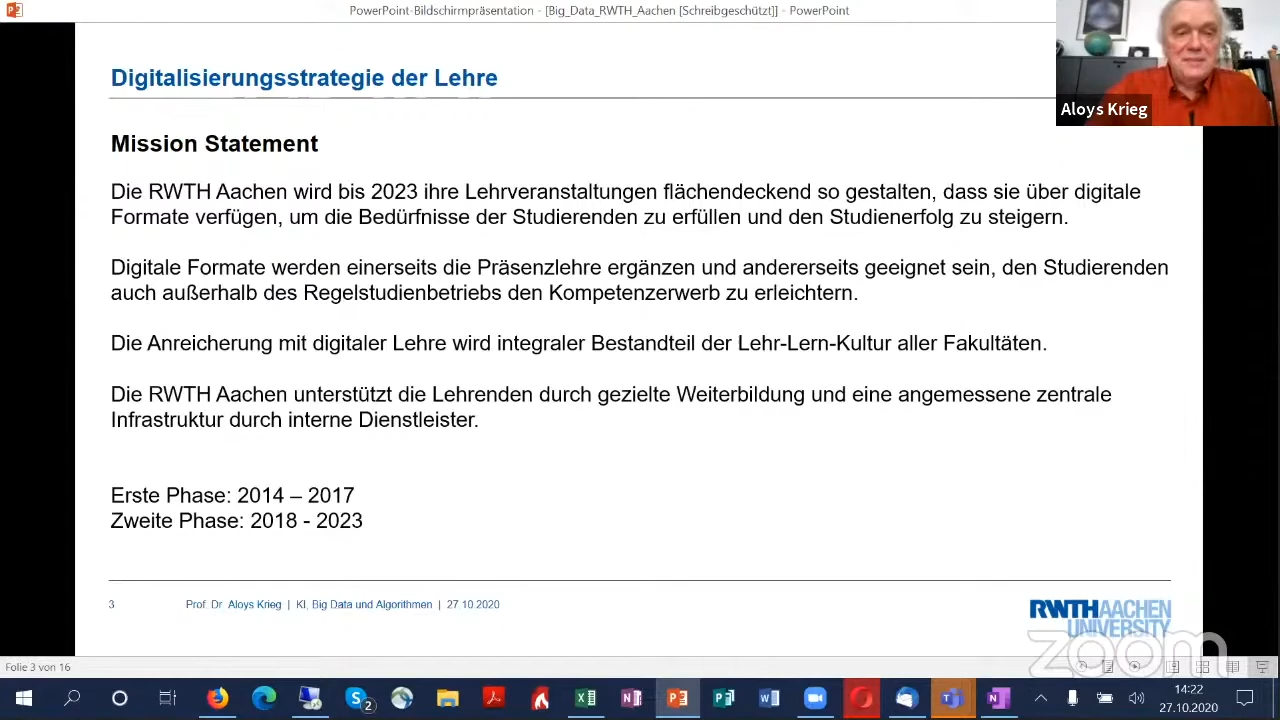 PowerPoint-Bildschirmpräsentation - [Big_Data_RWTH_Aachen [Schreibgeschützt]] - PowerPoint
Aloys Krieg
Digitalisierungsstrategie der Lehre
Mission Statement
Die RWTH Aachen wird bis 2023 ihre Lehrveranstaltungen flächendeckend so gestalten, dass sie über digitale
Formate verfügen, um die Bedürfnisse der Studierenden zu erfüllen und den Studienerfolg zu steigern.
Digitale Formate werden einerseits die Präsenzlehre ergänzen und andererseits geeignet sein, den Studierenden
auch außerhalb des Regelstudienbetriebs den Kompetenzerwerb zu erleichtern.
Die Anreicherung mit digitaler Lehre wird integraler Bestandteil der Lehr-Lern-Kultur aller Fakultäten.
Die RWTH Aachen unterstützt die Lehrenden durch gezielte Weiterbildung und eine angemessene zentrale
Infrastruktur durch interne Dienstleister.
Erste Phase: 2014 – 2017
Zweite Phase: 2018 - 2023
3 Prof. Dr. Aloys Krieg | KI, Big Data und Algorithmen | 27.10.2020
RWTH AACHEN
UNIVERSITY
zoom
Folie 3 von 16
2
14:22
27.10.2020